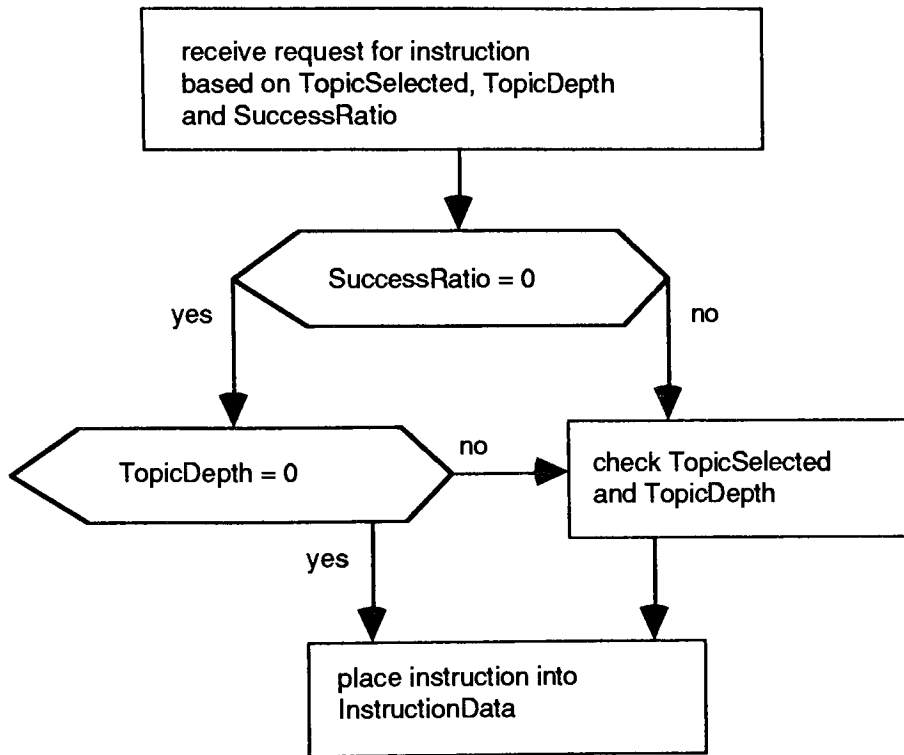 receive request for instruction
based on TopicSelected, TopicDepth
and SuccessRatio
SuccessRatio = 0
yes
no
TopicDepth = 0
no
check TopicSelected
and TopicDepth
yes
place instruction into
InstructionData